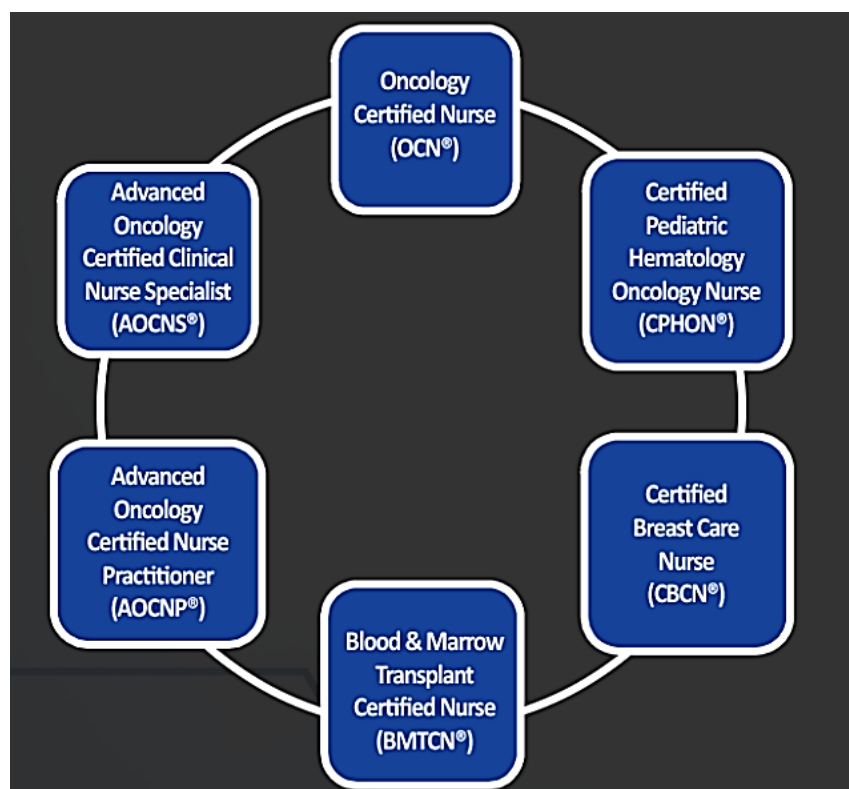 Oncology
Certified Nurse
(OCN®)
Certified
Pediatric
Hematology
Oncology Nurse
(CPHON®)
Certified
Breast Care
Nurse
(CBCN®)
Blood & Marrow
Transplant
Certified Nurse
(BMTCN®)
Advanced
Oncology
Certified Nurse
Practitioner
(AOCNP®)
Advanced
Oncology
Certified Clinical
Nurse Specialist
(AOCNS®)